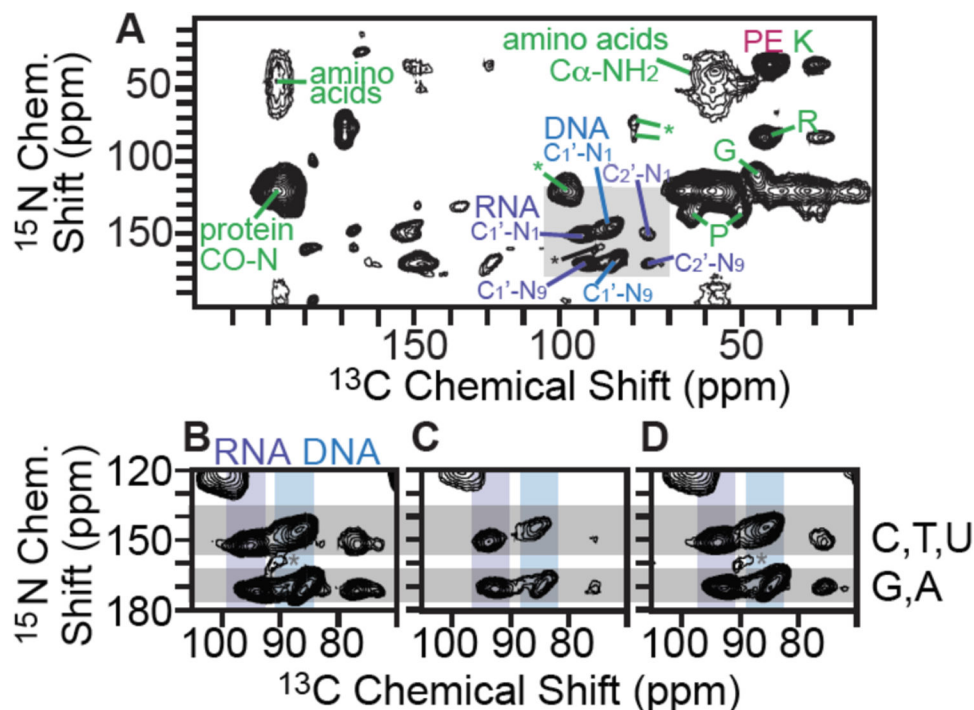 A
amino acids
Cα-NH2
PE K
amino
acids
50
15N Chem.
Shift (ppm)
*
DNA
C1'-N1
R
100
*
C2'-N1
G
RNA
C1'-N1
150
protein
CO-N
P
*
C2'-N9
C1'-N9
C1'-N9
150
100
50
13C Chemical Shift (ppm)
B
RNA DNA
C
D
120
15N Chem.
Shift (ppm)
150
C,T,U
*
*
G,A
180
100 90 80
100 90 80
100 90 80
13C Chemical Shift (ppm)